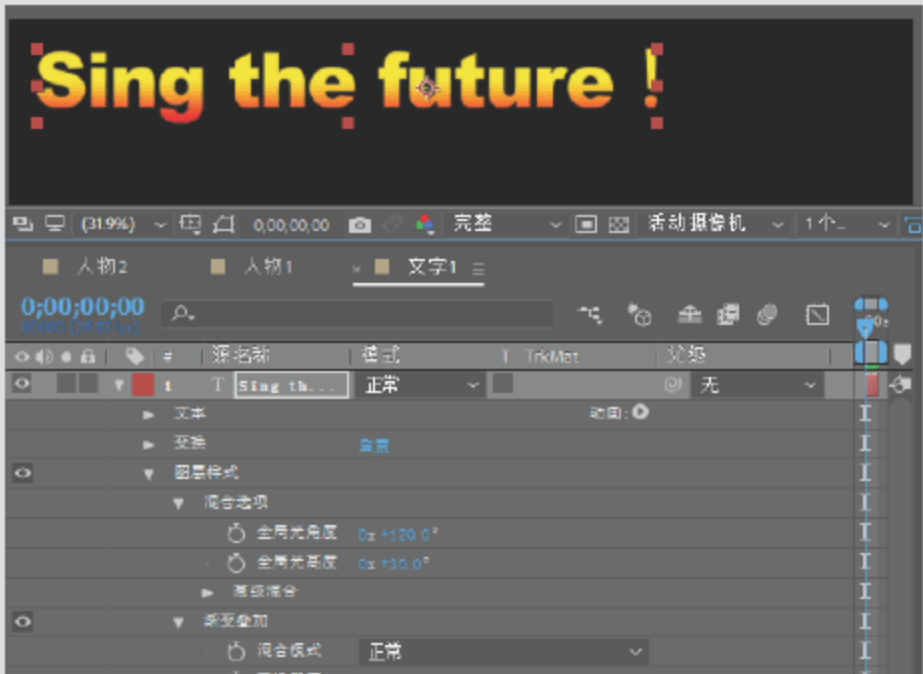 Sing the future !
(31.9%) 0;00;00;00 完整 活动摄像机 1个...
人物2 人物1 × 文字1
0;00;00;00
:00s
# 源名称 模式 T TrkMat 父级
1 T Sing th... 正常 无
文本 动画:
变换 重置
图层样式
混合选项
全局光角度 0x +120.0°
全局光高度 0x +30.0°
高级混合
渐变叠加
混合模式 正常